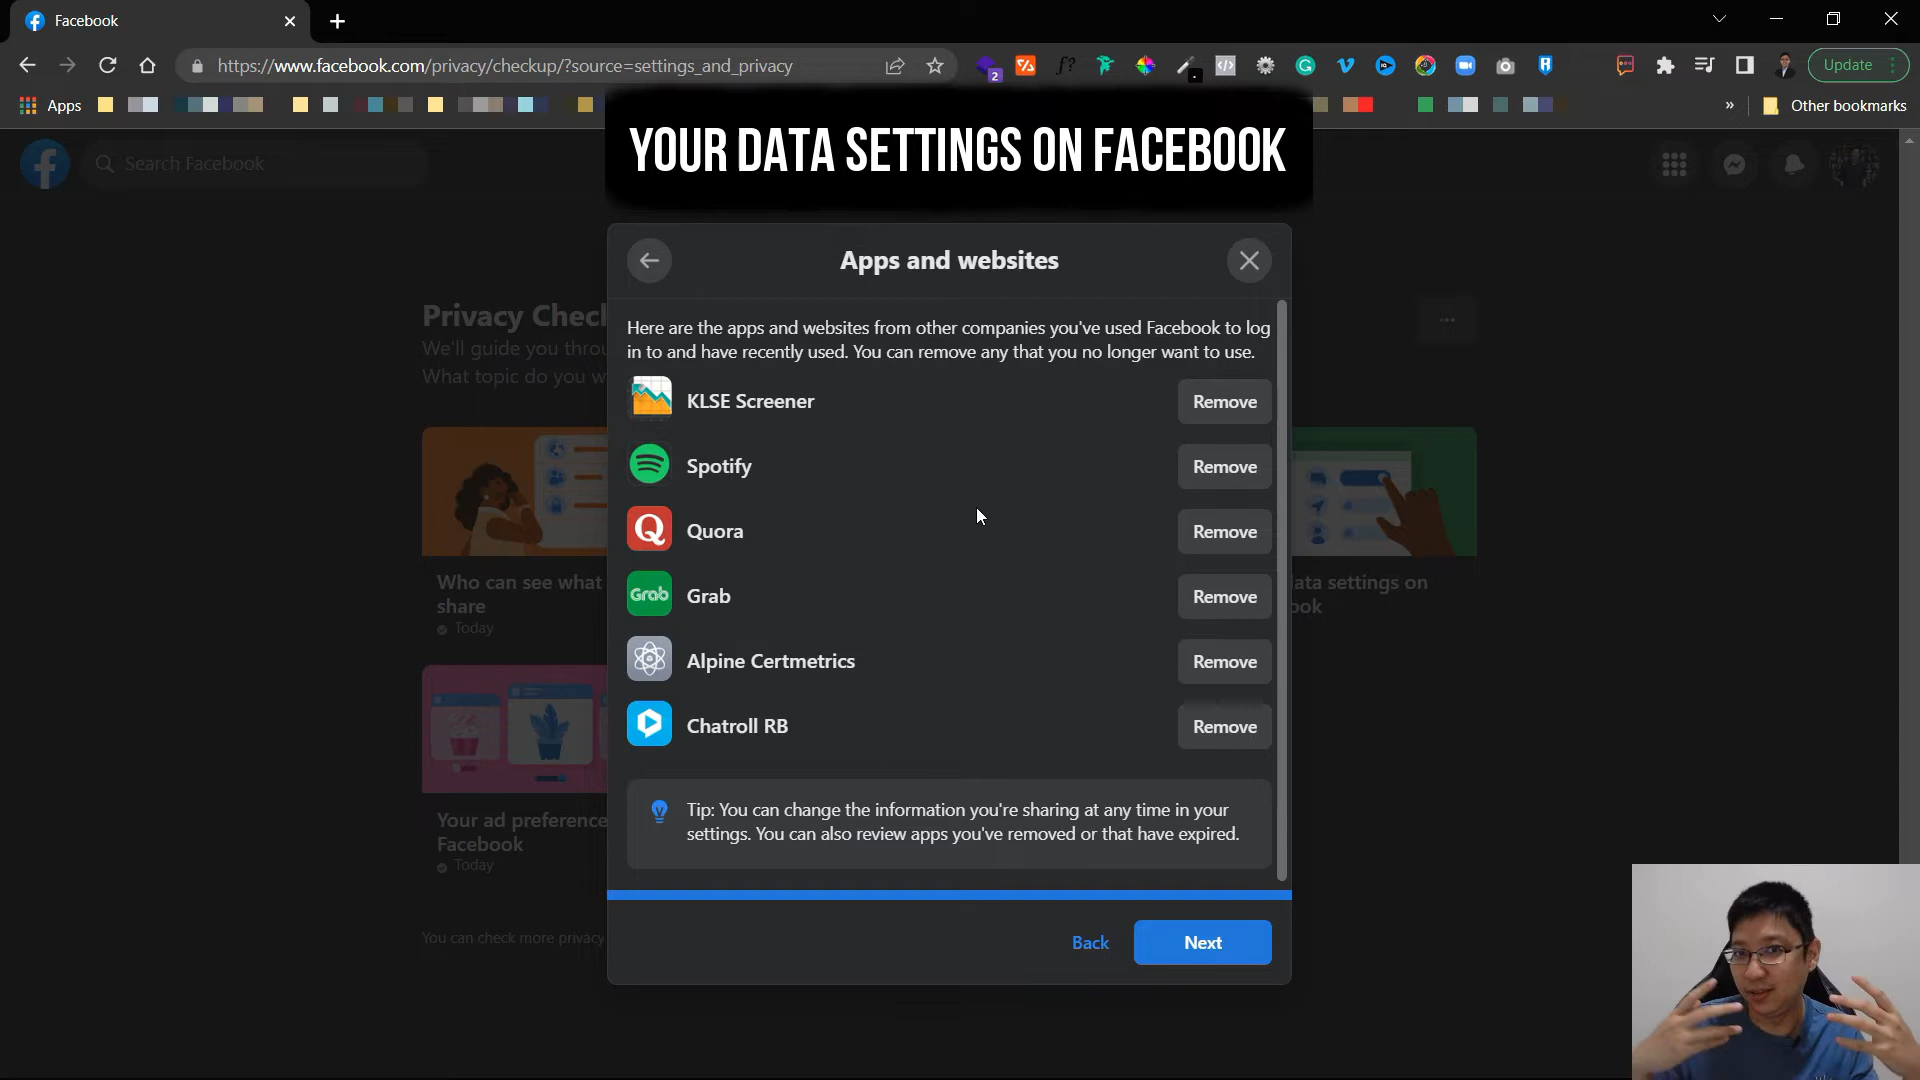 Facebook
https://www.facebook.com/privacy/checkup/?source=settings_and_privacy
2
f?
Update
Apps
»
Other bookmarks
YOUR DATA SETTINGS ON FACEBOOK
Search Facebook
Apps and websites
Privacy Chec
We'll guide you throu
What topic do you w
Here are the apps and websites from other companies you've used Facebook to log
in to and have recently used. You can remove any that you no longer want to use.
KLSE Screener
Remove
Spotify
Remove
Quora
Remove
Grab
Grab
Remove
Alpine Certmetrics
Remove
Chatroll RB
Remove
Who can see what
share
Today
ata settings on
ook
Your ad preference
Facebook
Today
Tip: You can change the information you're sharing at any time in your
settings. You can also review apps you've removed or that have expired.
You can check more privacy
Back
Next